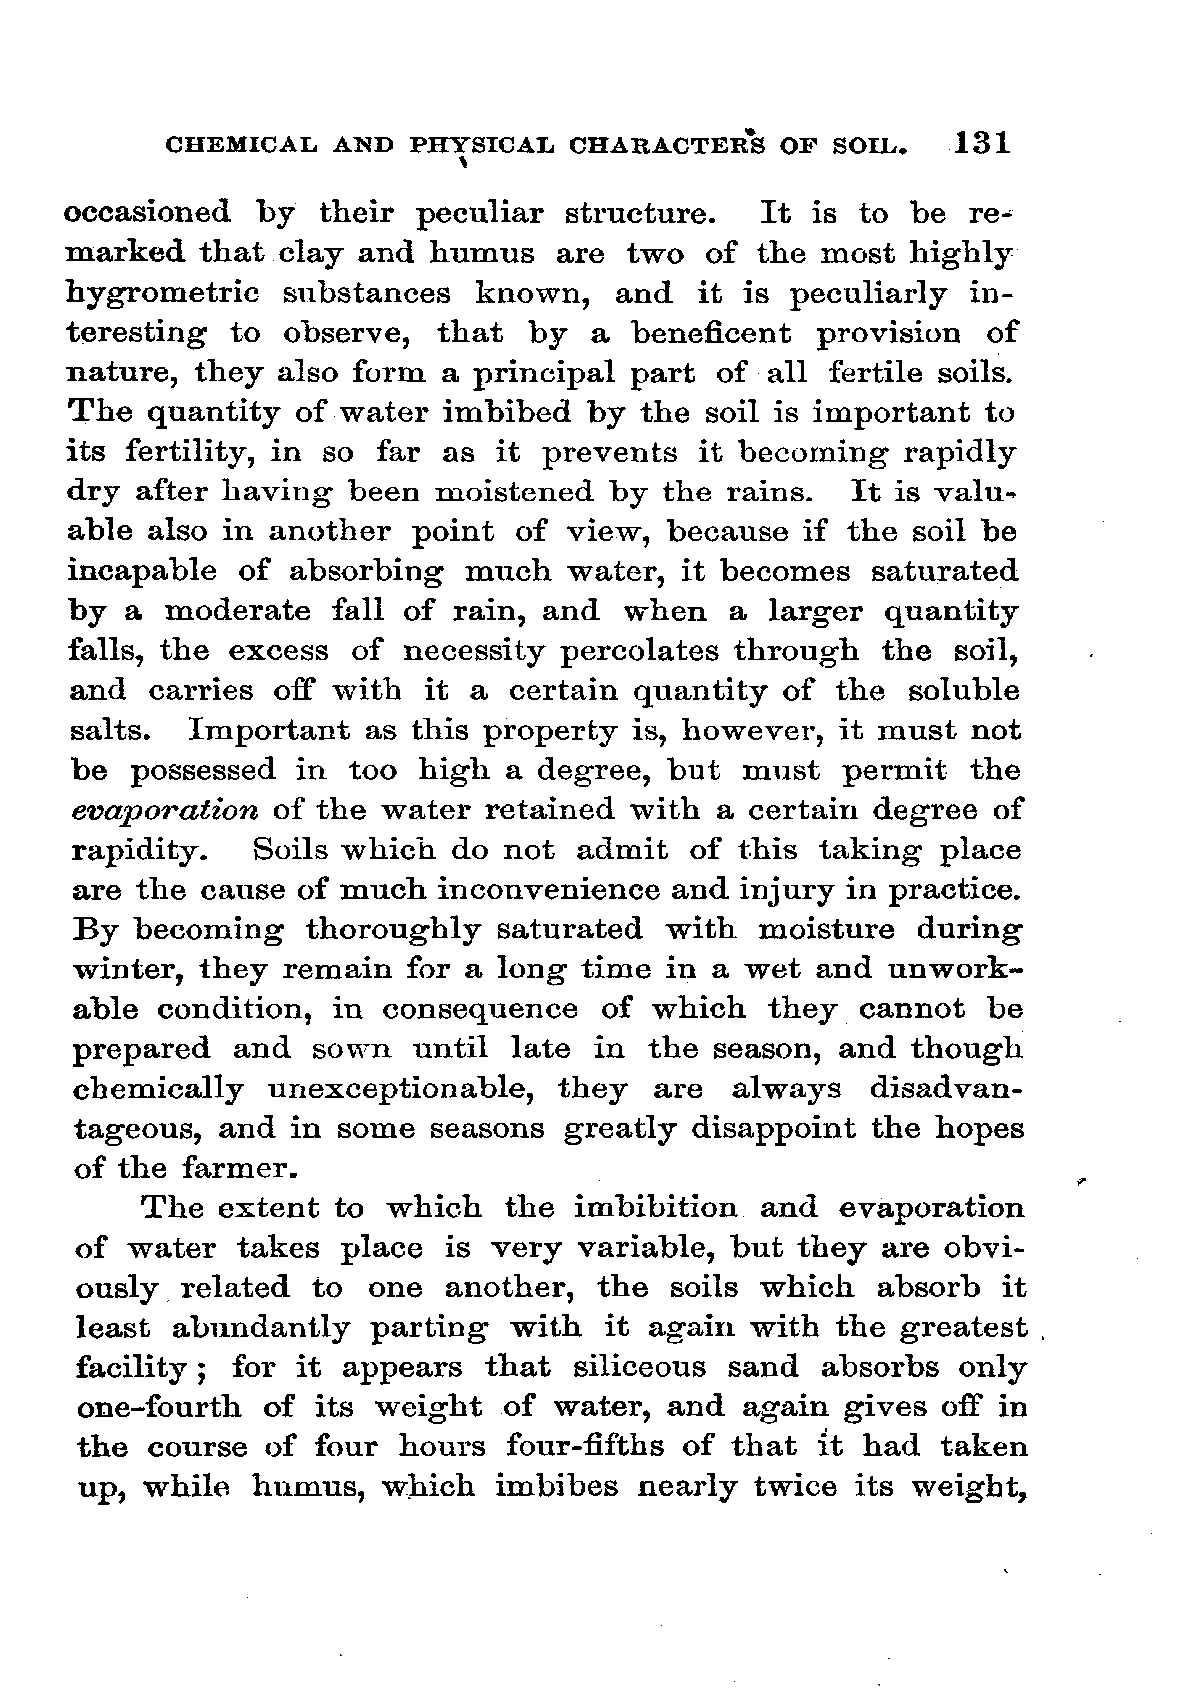 CHEMICAL AND PHYSICAL CHARACTERS OF SOIL. 131
occasioned by their peculiar structure. It is to be re-
marked that clay and humus are two of the most highly
hygrometric substances known, and it is peculiarly in-
teresting to observe, that by a beneficent provision of
nature, they also form a principal part of all fertile soils.
The quantity of water imbibed by the soil is important to
its fertility, in so far as it prevents it becoming rapidly
dry after having been moistened by the rains. It is valu-
able also in another point of view, because if the soil be
incapable of absorbing much water, it becomes saturated
by a moderate fall of rain, and when a larger quantity
falls, the excess of necessity percolates through the soil,
and carries off with it a certain quantity of the soluble
salts. Important as this property is, however, it must not
be possessed in too high a degree, but must permit the
evaporation of the water retained with a certain degree of
rapidity. Soils which do not admit of this taking place
are the cause of much inconvenience and injury in practice.
By becoming thoroughly saturated with moisture during
winter, they remain for a long time in a wet and unwork-
able condition, in consequence of which they cannot be
prepared and sown until late in the season, and though
chemically unexceptionable, they are always disadvan-
tageous, and in some seasons greatly disappoint the hopes
of the farmer.
The extent to which the imbibition and evaporation
of water takes place is very variable, but they are obvi-
ously related to one another, the soils which absorb it
least abundantly parting with it again with the greatest
facility ; for it appears that siliceous sand absorbs only
one-fourth of its weight of water, and again gives off in
the course of four hours four-fifths of that it had taken
up, while humus, which imbibes nearly twice its weight,